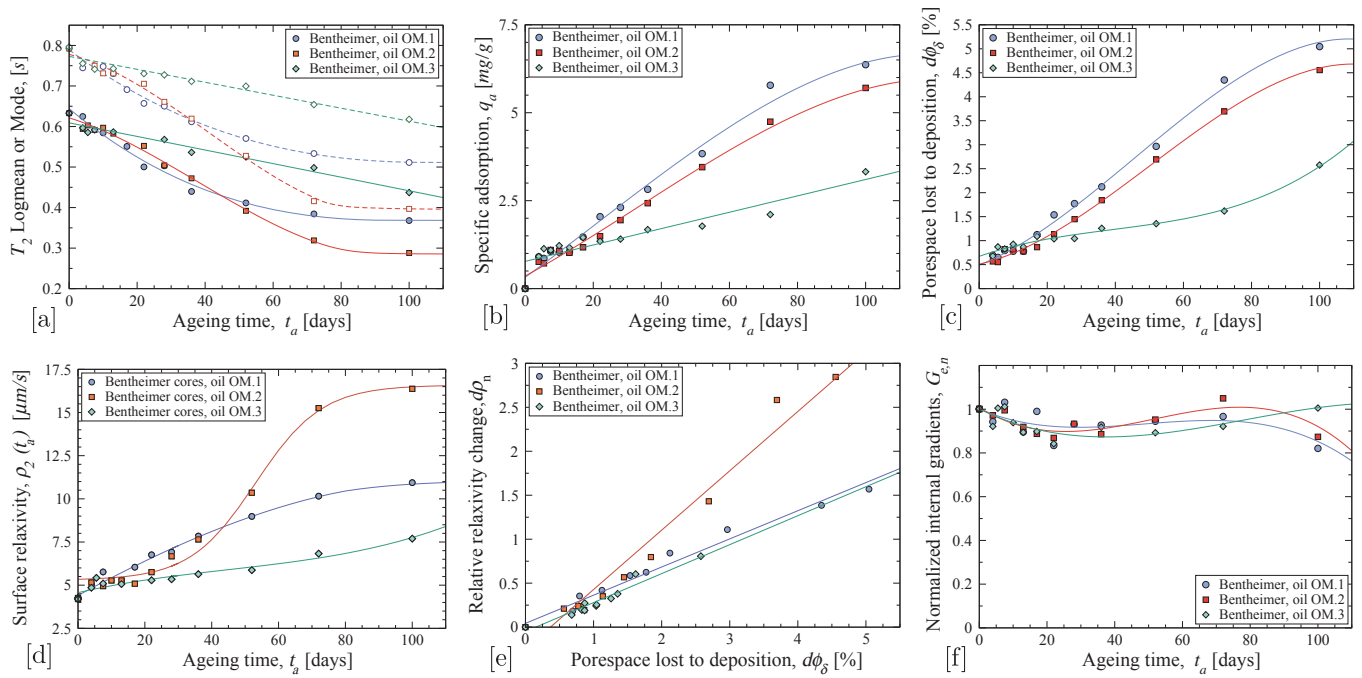 T₂ Logmean or Mode, [s]
0.8
0.7
0.6
0.5
0.4
0.3
0.2
0
20
40
60
80
100
Bentheimer, oil OM.1
Bentheimer, oil OM.2
Bentheimer, oil OM.3
Ageing time, tₐ [days]
[a]
Specific adsorption, qₐ [mg/g]
7.5
5
2.5
0
0
20
40
60
80
100
Bentheimer, oil OM.1
Bentheimer, oil OM.2
Bentheimer, oil OM.3
Ageing time, tₐ [days]
[b]
Porespace lost to deposition, dϕ_δ [%]
5.5
5
4.5
4
3.5
3
2.5
2
1.5
1
0.5
0
0
20
40
60
80
100
Bentheimer, oil OM.1
Bentheimer, oil OM.2
Bentheimer, oil OM.3
Ageing time, tₐ [days]
[c]
Surface relaxivity, ρ₂ (tₐ) [μm/s]
17.5
15
12.5
10
7.5
5
2.5
0
20
40
60
80
100
Bentheimer cores, oil OM.1
Bentheimer cores, oil OM.2
Bentheimer cores, oil OM.3
Ageing time, tₐ [days]
[d]
Relative relaxivity change, dρₙ
3
2.5
2
1.5
1
0.5
0
0
1
2
3
4
5
Bentheimer, oil OM.1
Bentheimer, oil OM.2
Bentheimer, oil OM.3
Porespace lost to deposition, dϕ_δ [%]
[e]
Normalized internal gradients, G_e,n
1.2
1
0.8
0.6
0.4
0.2
0
0
20
40
60
80
100
Bentheimer, oil OM.1
Bentheimer, oil OM.2
Bentheimer, oil OM.3
Ageing time, tₐ [days]
[f]